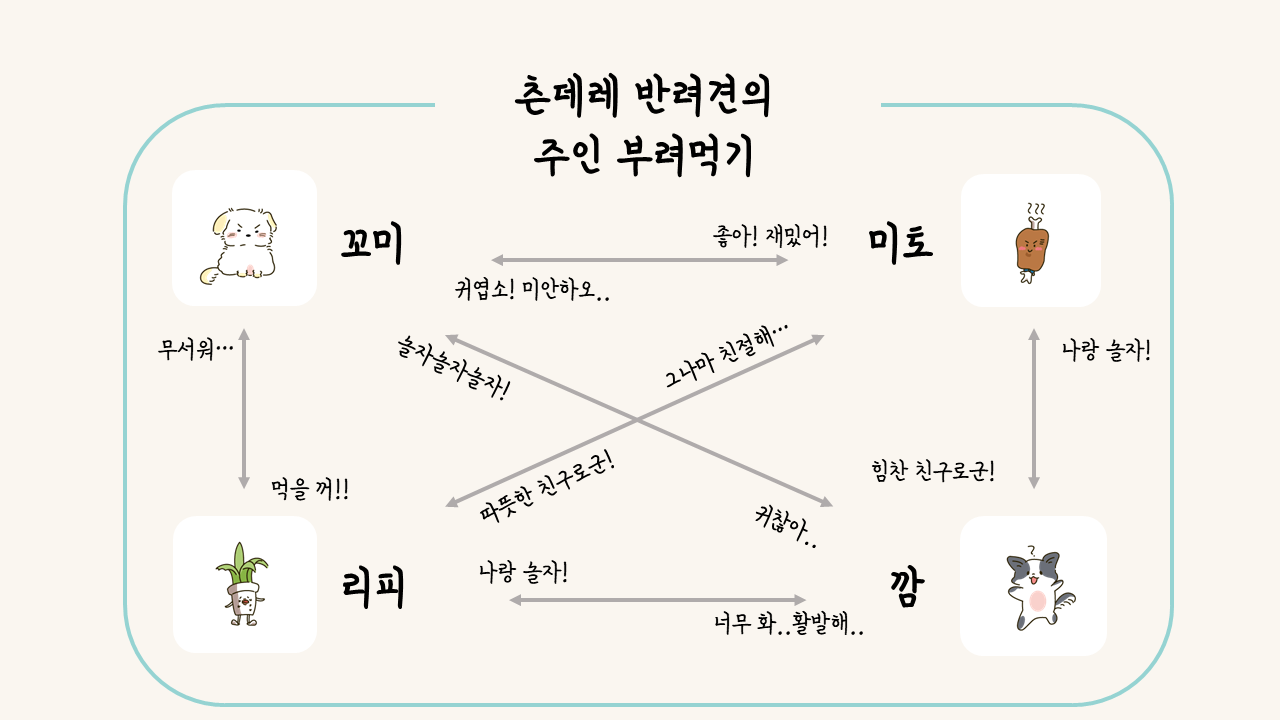 츤데레 반려견의
주인 부려먹기
꼬미
좋아! 재밌어!
미토
귀엽소! 미안하오..
무서워…
놀자놀자놀자!
그나마 친절해…
나랑 놀자!
먹을 꺼!!
따뜻한 친구로군!
귀찮아..
힘찬 친구로군!
리피
나랑 놀자!
깜
너무 화..활발해..